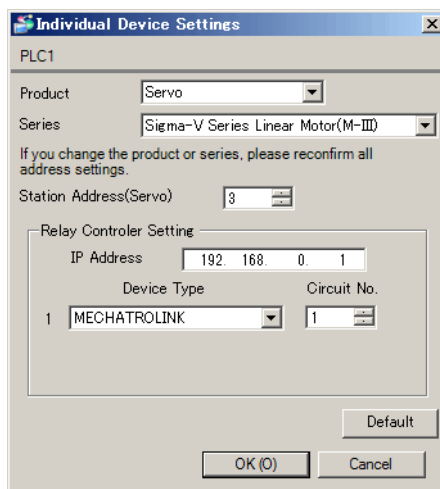 Individual Device Settings
PLC1
Product Servo
Series Sigma-V Series Linear Motor(M-III)
If you change the product or series, please reconfirm all
address settings.
Station Address(Servo) 3
Relay Controler Setting
IP Address 192. 168. 0. 1
Device Type Circuit No.
1 MECHATROLINK 1
Default
OK (O) Cancel